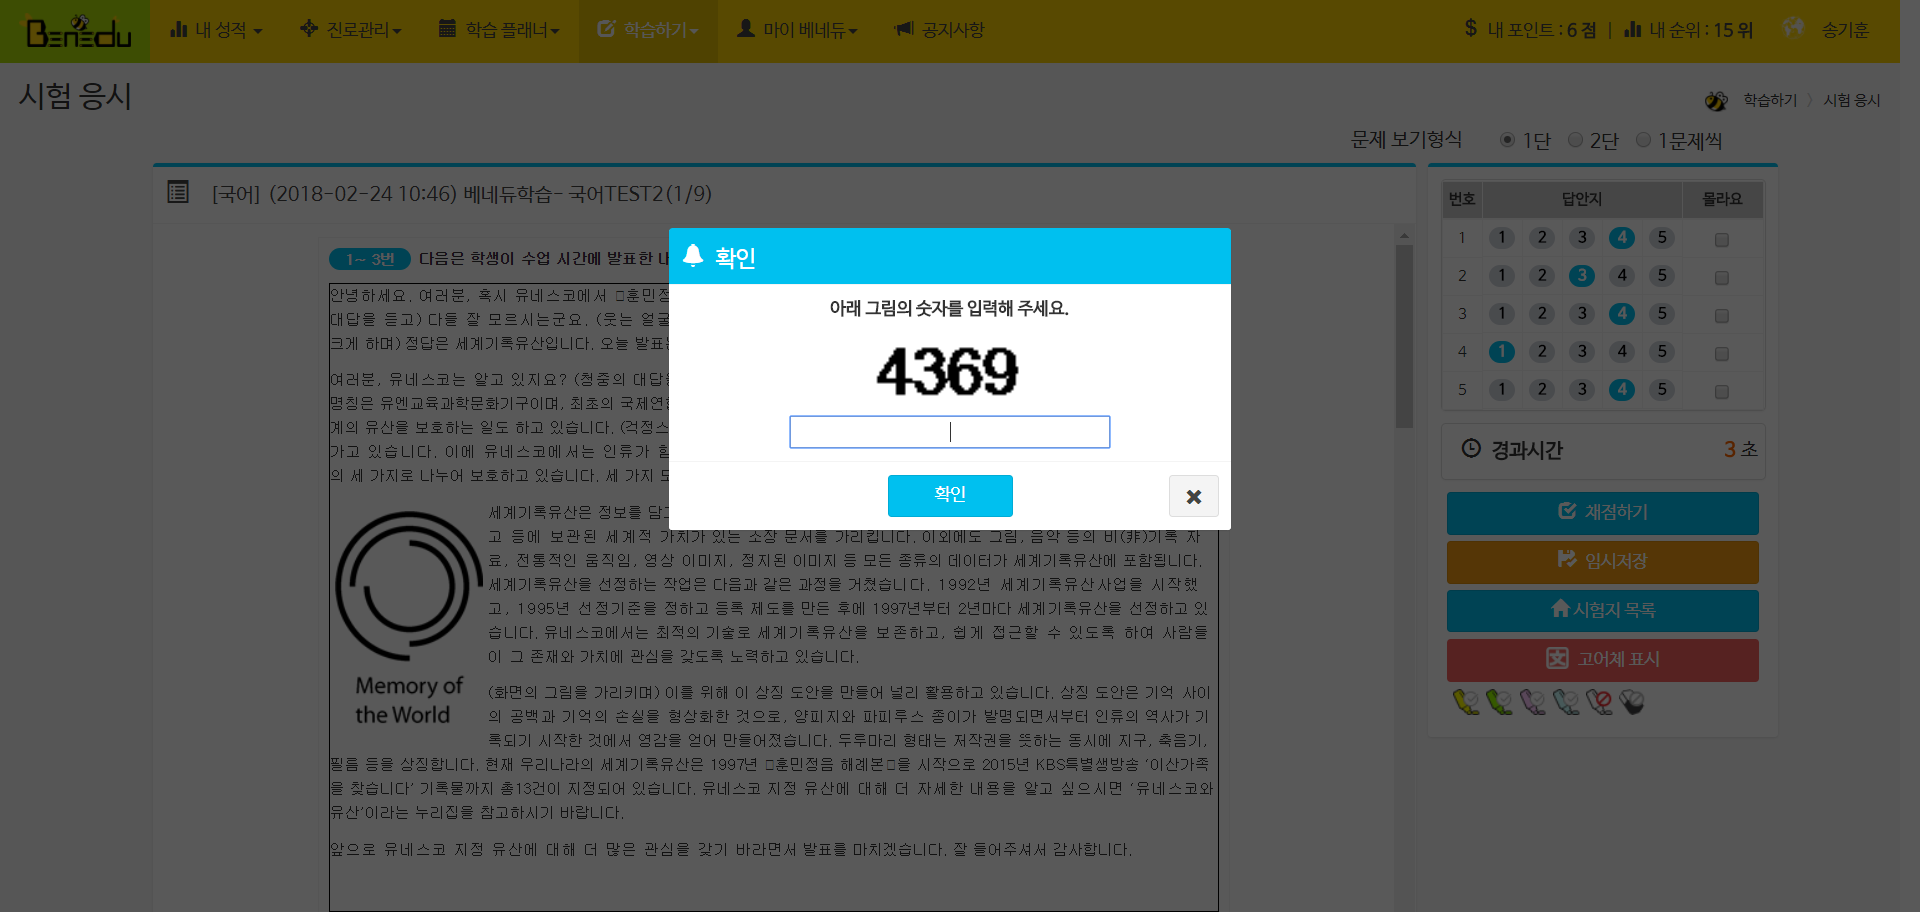 Benedu 내 성적 진로관리 학습 플래너 학습하기 마이 베네듀 공지사항 내 포인트 : 6 점 | 내 순위 : 15 위 송기훈
시험 응시
학습하기 〉 시험 응시
문제 보기형식 1단 2단 1문제씩
[국어] (2018-02-24 10:46) 베네듀학습- 국어TEST2(1/9)
1~ 3번 다음은 학생이 수업 시간에 발표한 내
안녕하세요. 여러분, 혹시 유네스코에서 □훈민정
대답을 듣고) 다들 잘 모르시는군요. (웃는 얼굴
크게 하며) 정답은 세계기록유산입니다. 오늘 발표는
여러분, 유네스코는 알고 있지요? (청중의 대답을
명칭은 유엔교육과학문화기구이며, 최초의 국제연합
계의 유산을 보호하는 일도 하고 있습니다. (걱정스
가고 있습니다. 이에 유네스코에서는 인류가 함
의 세 가지로 나누어 보호하고 있습니다. 세 가지 모
세계기록유산은 정보를 담고
고 등에 보관된 세계적 가치가 있는 소장 문서를 가리킵니다. 이외에도 그림, 음악 등의 비(非)기록 자
료, 전통적인 움직임, 영상 이미지, 정지된 이미지 등 모든 종류의 데이터가 세계기록유산에 포함됩니다.
세계기록유산을 선정하는 작업은 다음과 같은 과정을 거쳤습니다. 1992년 세계기록유산사업을 시작했
고, 1995년 선정기준을 정하고 등록 제도를 만든 후에 1997년부터 2년마다 세계기록유산을 선정하고 있
습니다. 유네스코에서는 최적의 기술로 세계기록유산을 보존하고, 쉽게 접근할 수 있도록 하여 사람들
이 그 존재와 가치에 관심을 갖도록 노력하고 있습니다.
Memory of
the World
(화면의 그림을 가리키며) 이를 위해 이 상징 도안을 만들어 널리 활용하고 있습니다. 상징 도안은 기억 사이
의 공백과 기억의 손실을 형상화한 것으로, 양피지와 파피루스 종이가 발명되면서부터 인류의 역사가 기
록되기 시작한 것에서 영감을 얻어 만들어졌습니다. 두루마리 형태는 저작권을 뜻하는 동시에 지구, 축음기,
필름 등을 상징합니다. 현재 우리나라의 세계기록유산은 1997년 □훈민정음 해례본□을 시작으로 2015년 KBS특별생방송 ‘이산가족
을 찾습니다’ 기록물까지 총13건이 지정되어 있습니다. 유네스코 지정 유산에 대해 더 자세한 내용을 알고 싶으시면 ‘유네스코와
유산’이라는 누리집을 참고하시기 바랍니다.
앞으로 유네스코 지정 유산에 대해 더 많은 관심을 갖기 바라면서 발표를 마치겠습니다. 잘 들어주셔서 감사합니다.
확인
아래 그림의 숫자를 입력해 주세요.
4369
확인
번호 답안지 몰라요
1 1 2 3 4 5
2 1 2 3 4 5
3 1 2 3 4 5
4 1 2 3 4 5
5 1 2 3 4 5
경과시간 3 초
채점하기
임시저장
시험지 목록
고어체 표시